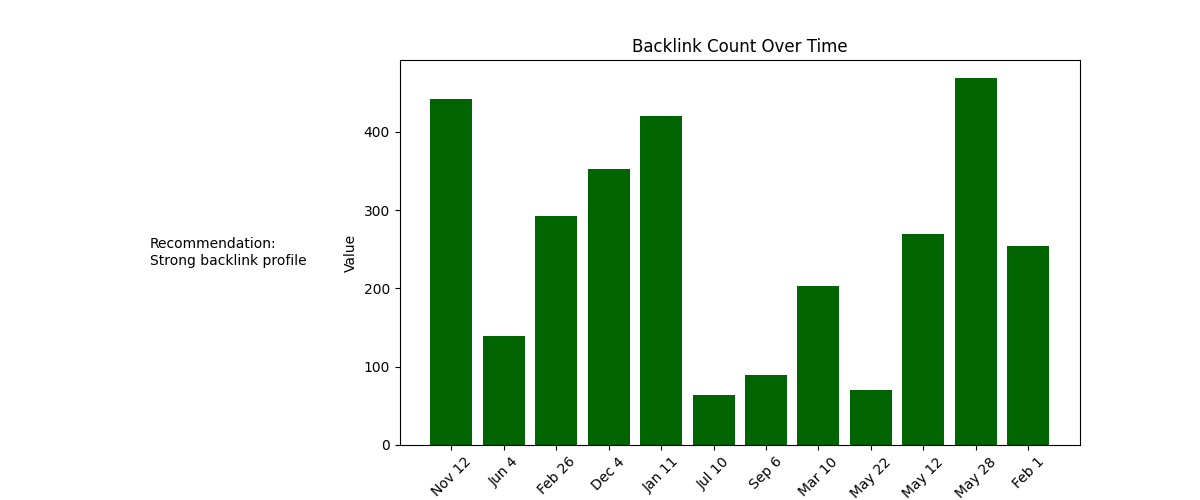 Backlink Count Over Time
Recommendation:
Strong backlink profile
Value
400
300
200
100
0
Nov 12
Jun 4
Feb 26
Dec 4
Jan 11
Jul 10
Sep 6
Mar 10
May 22
May 12
May 28
Feb 1